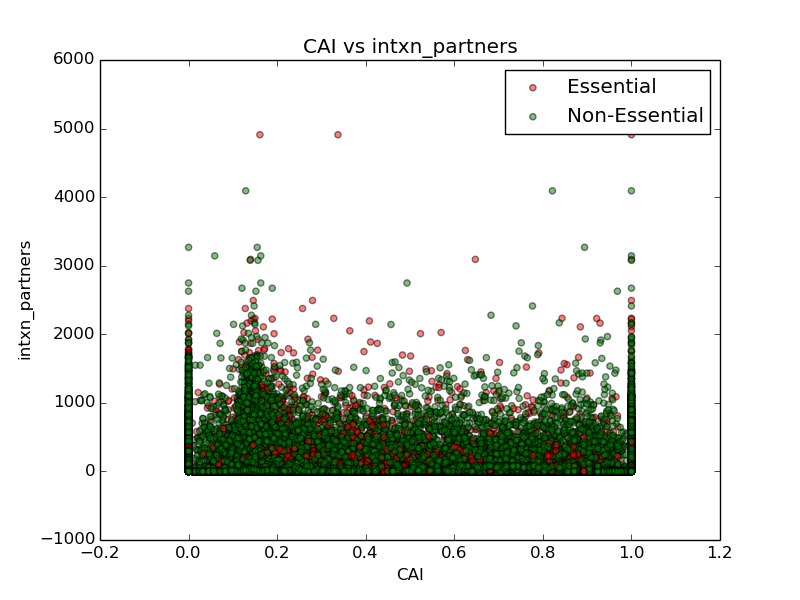 CAI vs intxn_partners
6000
5000
4000
3000
2000
1000
0
−1000
intxn_partners
Essential
Non-Essential
−0.2 0.0 0.2 0.4 0.6 0.8 1.0 1.2
CAI